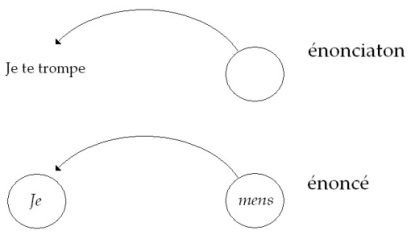 énonciaton
Je te trompe
énoncé
Je
mens